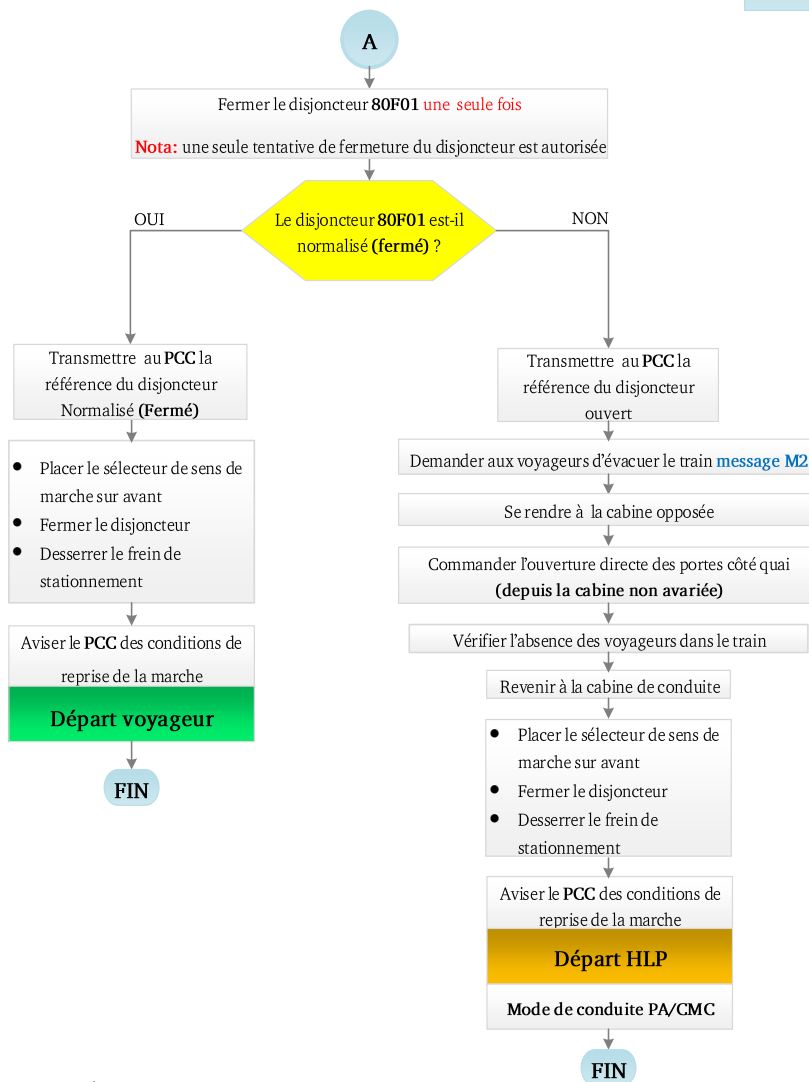 A
Fermer le disjoncteur 80F01 une seule fois
Nota: une seule tentative de fermeture du disjoncteur est autorisée
Le disjoncteur 80F01 est-il
normalisé (fermé) ?
OUI
NON
Transmettre au PCC la
référence du disjoncteur
Normalisé (Fermé)
• Placer le sélecteur de sens de
marche sur avant
• Fermer le disjoncteur
• Desserrer le frein de
stationnement
Aviser le PCC des conditions de
reprise de la marche
Départ voyageur
FIN
Transmettre au PCC la
référence du disjoncteur
ouvert
Demander aux voyageurs d’évacuer le train message M2
Se rendre à la cabine opposée
Commander l’ouverture directe des portes côté quai
(depuis la cabine non avariée)
Vérifier l’absence des voyageurs dans le train
Revenir à la cabine de conduite
• Placer le sélecteur de sens de
marche sur avant
• Fermer le disjoncteur
• Desserrer le frein de
stationnement
Aviser le PCC des conditions de
reprise de la marche
Départ HLP
Mode de conduite PA/CMC
FIN